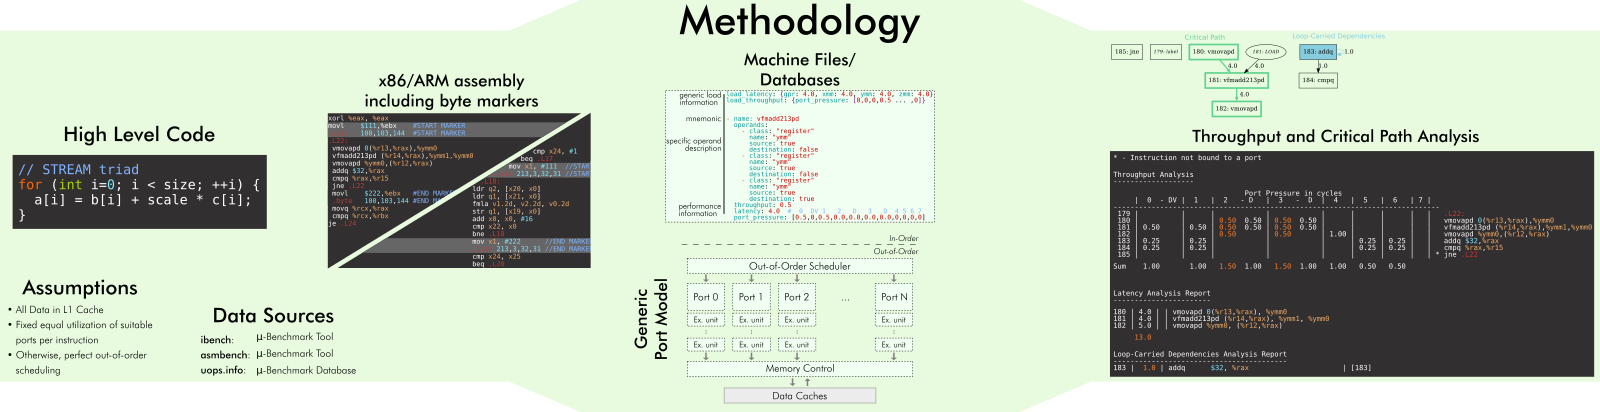 Methodology
High Level Code
// STREAM triad
for (int i=0; i < size; ++i) {
a[i] = b[i] + scale * c[i];
}
Assumptions
• All Data in L1 Cache
• Fixed equal utilization of suitable
ports per instruction
• Otherwise, perfect out-of-order
scheduling
Data Sources
ibench: μ-Benchmark Tool
asmbench: μ-Benchmark Tool
uops.info: μ-Benchmark Database
x86/ARM assembly
including byte markers
xorl %eax, %eax
movl $111,%ebx #START MARKER
100,103,144 #START MARKER
.L22:
vmovapd 0(%r13,%rax),%ymm0
vfmadd213pd (%r14,%rax),%ymm1,%ymm0
vmovapd %ymm0,(%r12,%rax)
addq $32,%rax
cmpq %rax,%r15
jne .L22
movl $222,%ebx #END MARK
.byte 100,103,144 #END MARK
movq %rcx,%rax
cmpq %rcx,%rbx
je .L24
cmp x24, #1
beq .L17
mov x1, #111 //START
213,3,32,31 //START
ldr q2, [x20, x0]
ldr q1, [x21, x0]
fmla v1.2d, v2.2d, v0.2d
str q1, [x19, x0]
add x0, x0, #16
cmp x22, x0
bne .L18
mov x1, #222 //END MARKE
213,3,32,31 //END MARKE
cmp x24, x25
beq .L20
Machine Files/
Databases
generic load
information
load_latency: {gpr: 4.0, xmm: 4.0, ymm: 4.0, zmm: 4.0}
load_throughput: {port_pressure: [0,0,0,0.5 ... ,0]}
mnemonic
- name: vfmadd213pd
operands:
specific operand
description
- class: "register"
name: "ymm"
source: true
destination: false
- class: "register"
name: "ymm"
source: true
destination: false
- class: "register"
name: "ymm"
source: true
destination: true
performance
information
throughput: 0.5
latency: 4.0 # 0 DV 1 2 D 3 D 4 5 6 7
port_pressure: [0.5,0,0.5,0,0,0,0,0,0,0,0]
In-Order
Out-of-Order
Generic
Port Model
Out-of-Order Scheduler
Port 0 Port 1 Port 2 ... Port N
Ex. unit Ex. unit Ex. unit Ex. unit
Ex. unit Ex. unit Ex. unit Ex. unit
Memory Control
Data Caches
Critical Path
Loop-Carried Dependencies
185: jne
179: label
180: vmovapd
181: LOAD
183: addq
1.0
4.0 4.0
1.0
181: vfmadd213pd
184: cmpq
4.0
182: vmovapd
Throughput and Critical Path Analysis
* - Instruction not bound to a port
Throughput Analysis
--------------------
Port Pressure in cycles
| 0 - DV | 1 | 2 - D | 3 - D | 4 | 5 | 6 | 7 |
179 | .L22:
180 | 0.50 0.50 0.50 0.50 vmovapd 0(%r13,%rax),%ymm0
181 | 0.50 0.50 0.50 0.50 0.50 0.50 vfmadd213pd (%r14,%rax),%ymm1,%ymm0
182 | 0.50 0.50 1.00 vmovapd %ymm0,(%r12,%rax)
183 | 0.25 0.25 0.25 0.25 addq $32,%rax
184 | 0.25 0.25 0.25 0.25 cmpq %rax,%r15
185 | * jne .L22
Sum 1.00 1.00 1.50 1.00 1.50 1.00 1.00 0.50 0.50
Latency Analysis Report
------------------------
180 | 4.0 | | vmovapd 0(%r13,%rax), %ymm0
181 | 4.0 | | vfmadd213pd (%r14,%rax), %ymm1, %ymm0
182 | 5.0 | | vmovapd %ymm0, (%r12,%rax)
13.0
Loop-Carried Dependencies Analysis Report
------------------------------------------
183 | 1.0 | addq $32, %rax | [183]